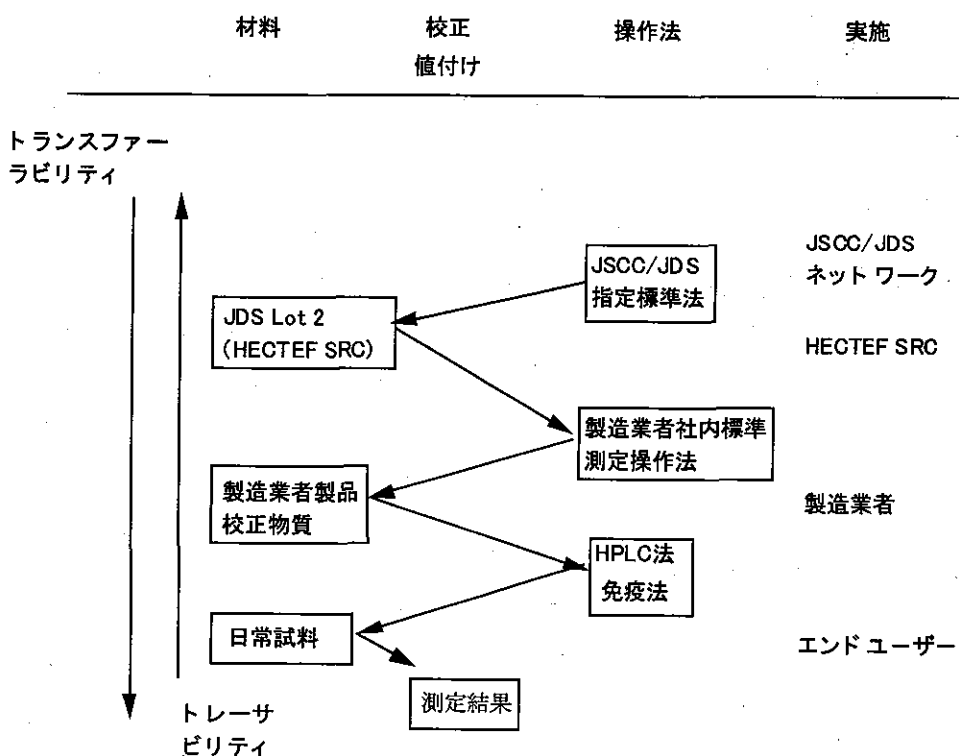 材料
校正
値付け
操作法
実施
トランスファー
ラビリティ
JSCC/JDS
指定標準法
JSCC/JDS
ネットワーク
JDS Lot 2
(HECTEF SRC)
HECTEF SRC
製造業者社内標準
測定操作法
製造業者製品
校正物質
製造業者
HPLC法
免疫法
日常試料
エンドユーザー
測定結果
トレーサ
ビリティ